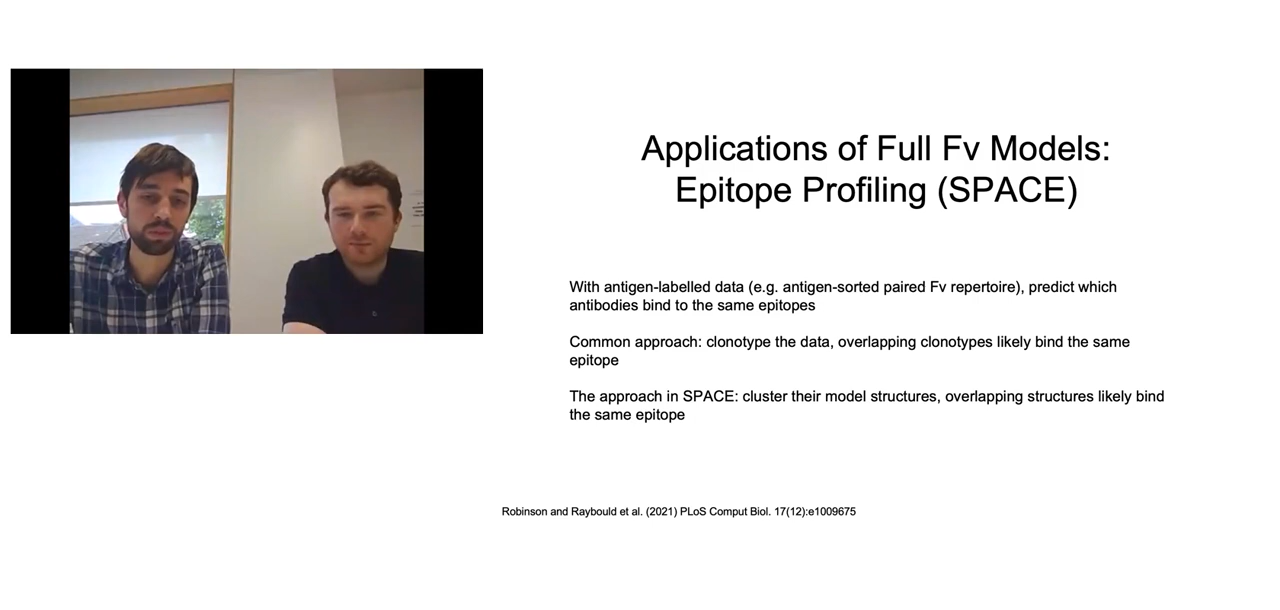 Applications of Full Fv Models:
Epitope Profiling (SPACE)
With antigen-labelled data (e.g. antigen-sorted paired Fv repertoire), predict which
antibodies bind to the same epitopes
Common approach: clonotype the data, overlapping clonotypes likely bind the same
epitope
The approach in SPACE: cluster their model structures, overlapping structures likely bind
the same epitope
Robinson and Raybould et al. (2021) PLoS Comput Biol. 17(12):e1009675